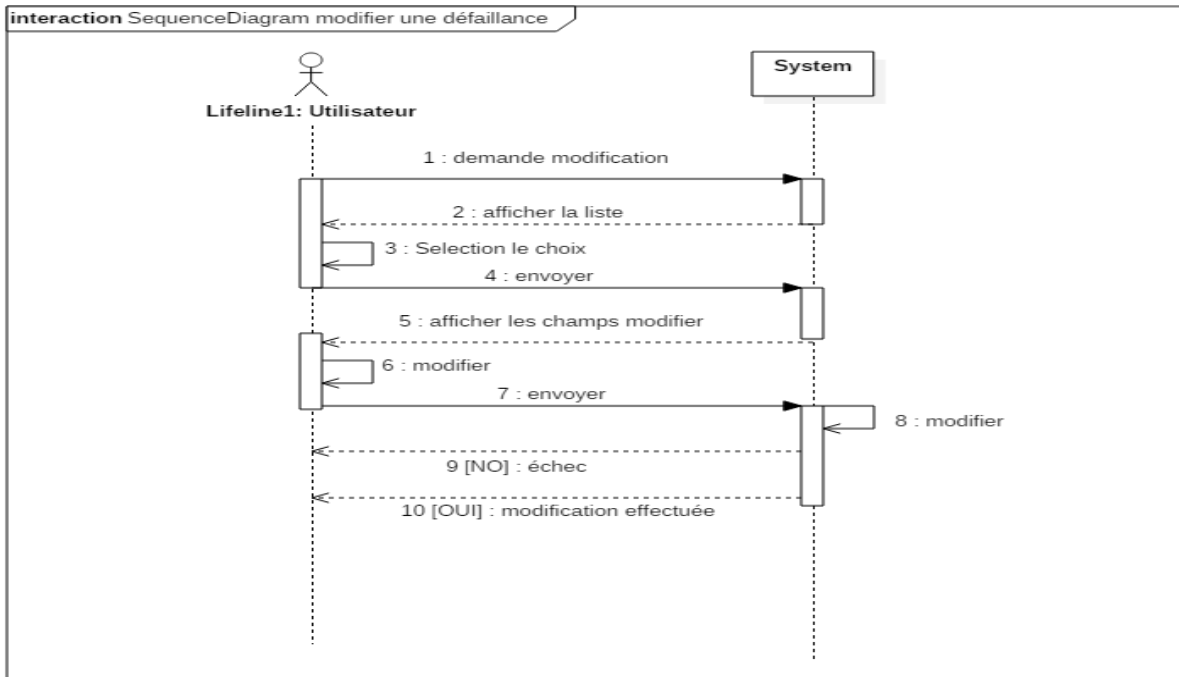 interaction SequenceDiagram modifier une défaillance
System
Lifeline1: Utilisateur
1 : demande modification
2 : afficher la liste
3 : Selection le choix
4 : envoyer
5 : afficher les champs modifier
6 : modifier
7 : envoyer
8 : modifier
9 [NO] : échec
10 [OUI] : modification effectuée